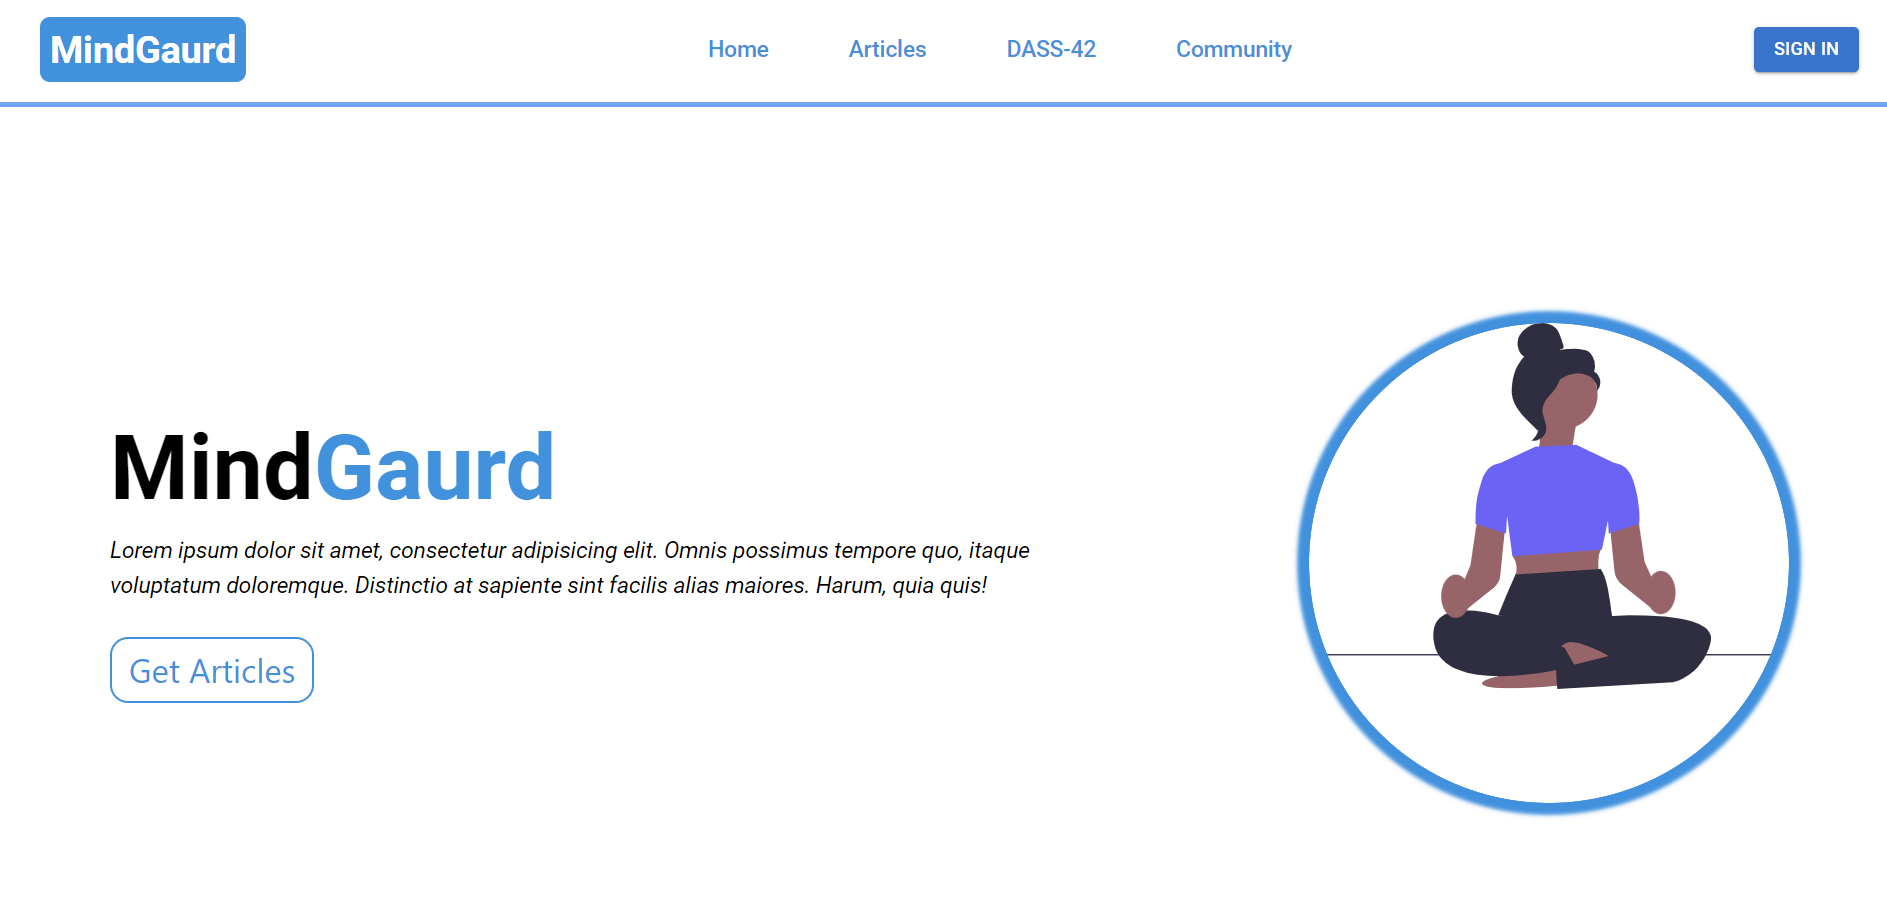 MindGaurd
Home
Articles
DASS-42
Community
SIGN IN
MindGaurd
Lorem ipsum dolor sit amet, consectetur adipisicing elit. Omnis possimus tempore quo, itaque
voluptatum doloremque. Distinctio at sapiente sint facilis alias maiores. Harum, quia quis!
Get Articles